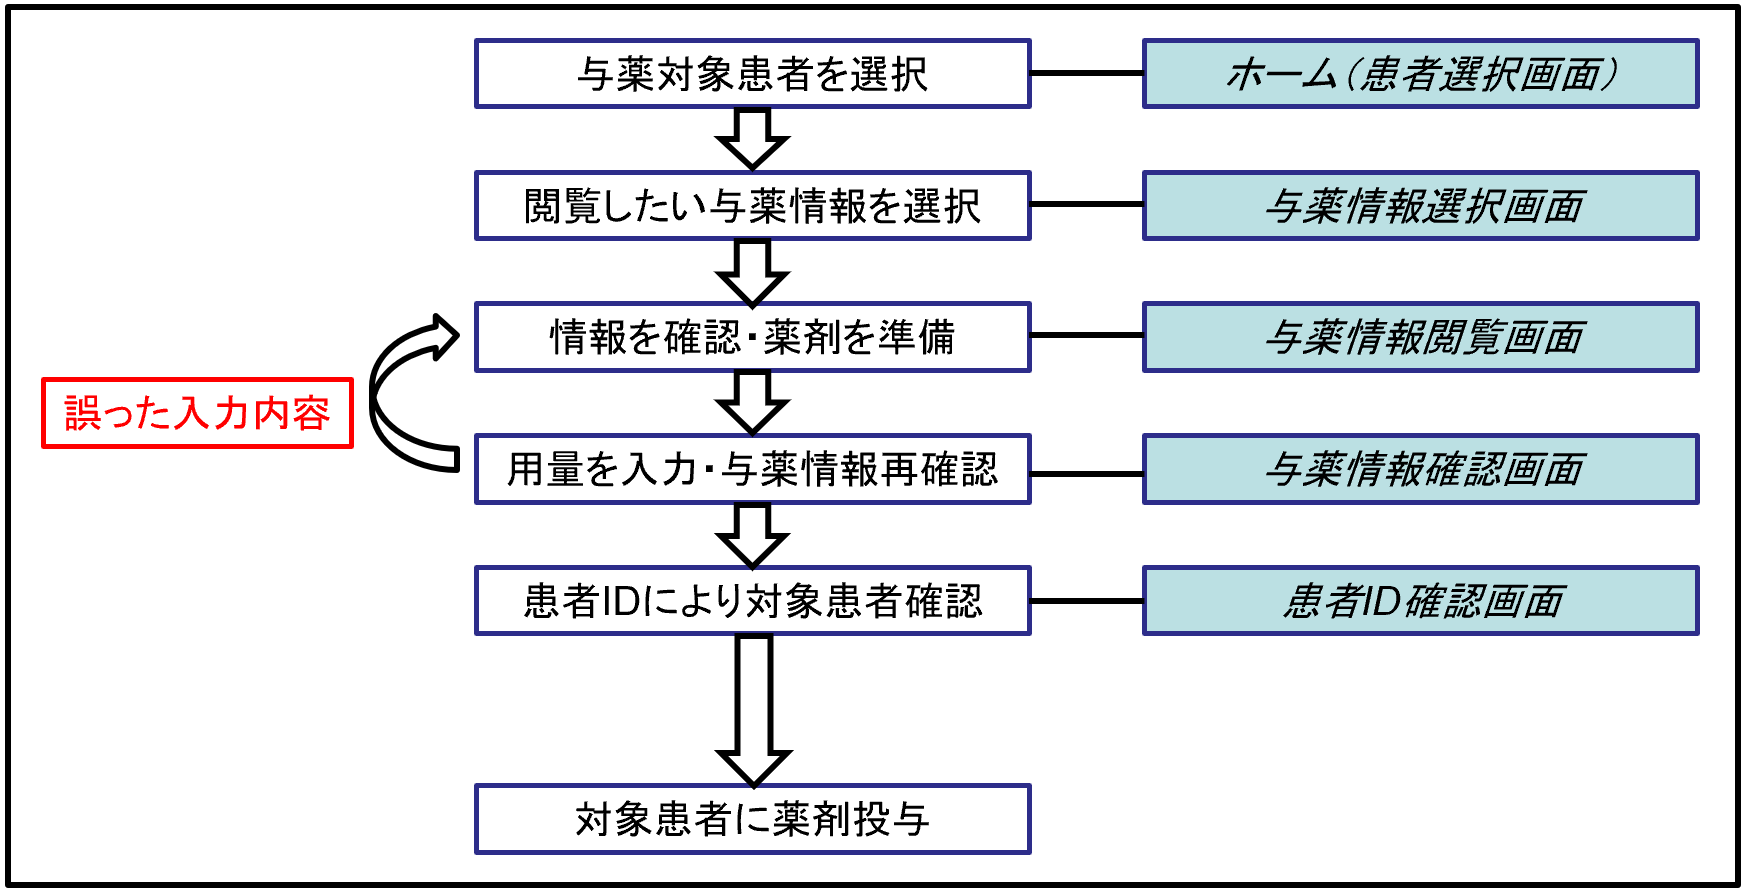 与薬対象患者を選択
ホーム（患者選択画面）
閲覧したい与薬情報を選択
与薬情報選択画面
情報を確認・薬剤を準備
与薬情報閲覧画面
誤った入力内容
用量を入力・与薬情報再確認
与薬情報確認画面
患者IDにより対象患者確認
患者ID確認画面
対象患者に薬剤投与